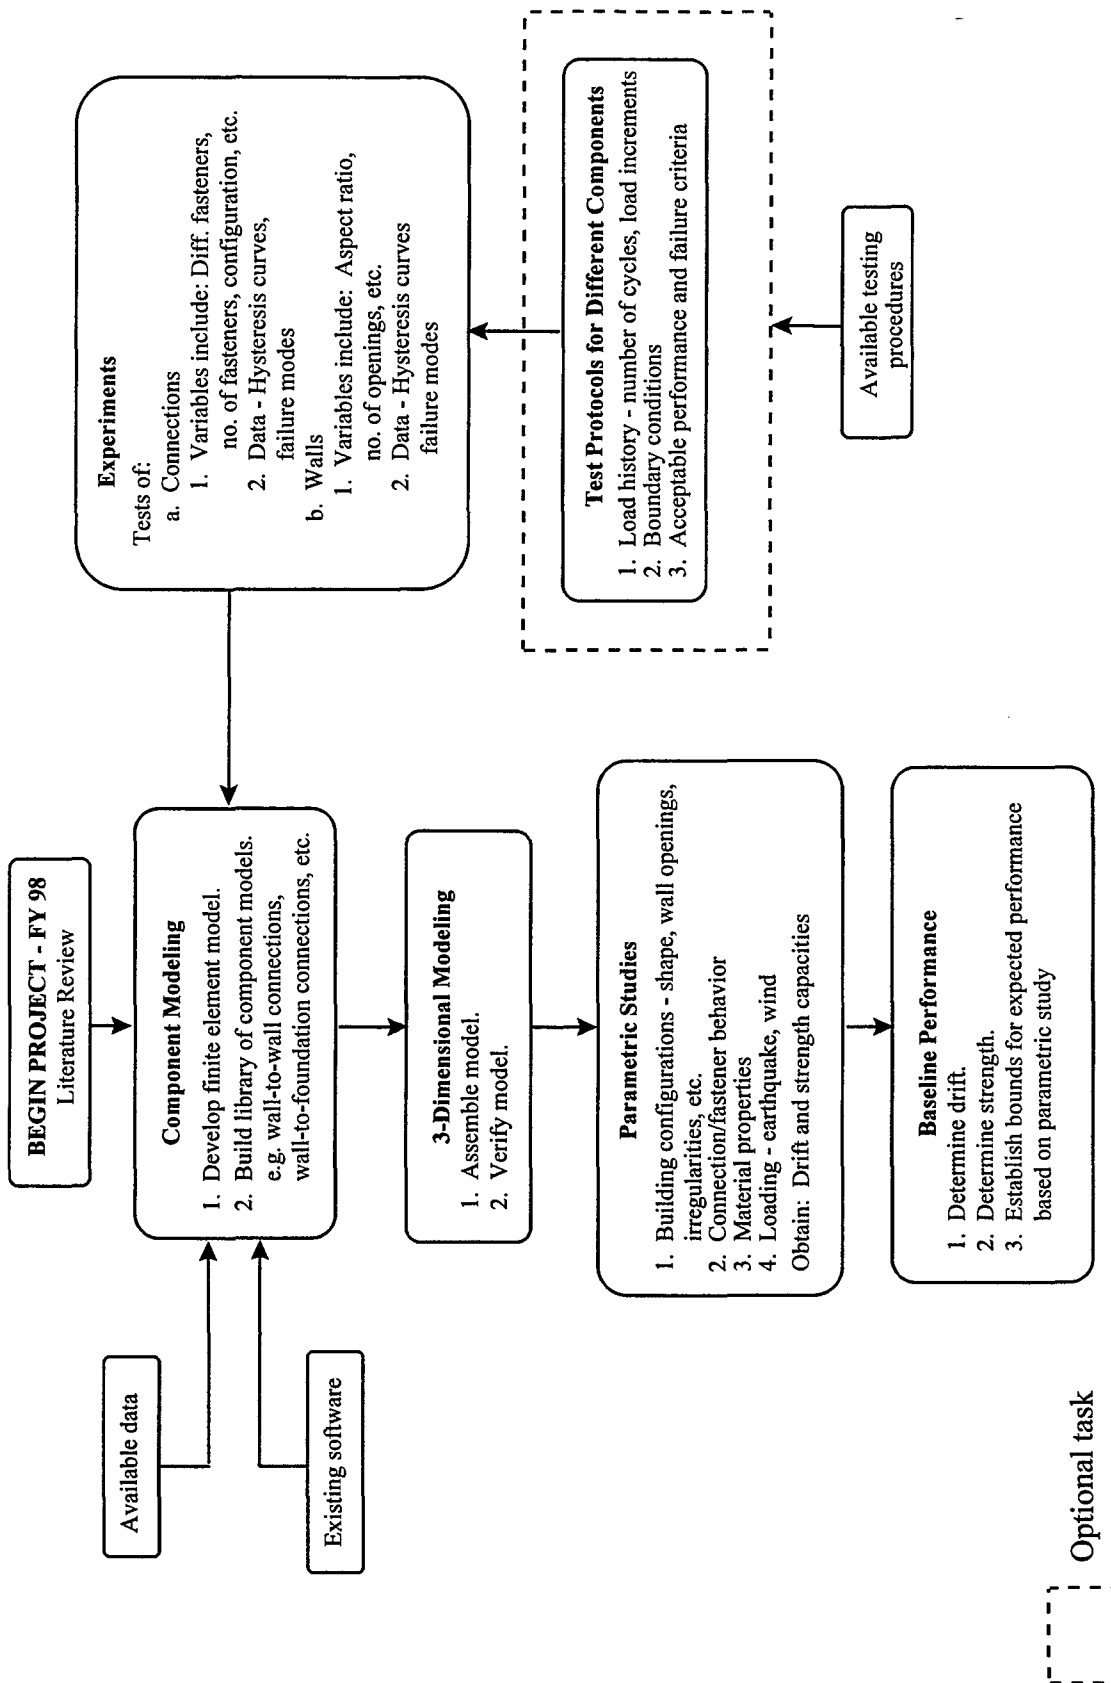 BEGIN PROJECT - FY 98
Literature Review
Available data
Existing software
Component Modeling
1. Develop finite element model.
2. Build library of component models.
e.g. wall-to-wall connections,
wall-to-foundation connections, etc.
Experiments
Tests of:
a. Connections
1. Variables include: Diff. fasteners,
no. of fasteners, configuration, etc.
2. Data - Hysteresis curves,
failure modes
b. Walls
1. Variables include: Aspect ratio,
no. of openings, etc.
2. Data - Hysteresis curves
failure modes
3-Dimensional Modeling
1. Assemble model.
2. Verify model.
Test Protocols for Different Components
1. Load history - number of cycles, load increments
2. Boundary conditions
3. Acceptable performance and failure criteria
Parametric Studies
1. Building configurations - shape, wall openings,
irregularities, etc.
2. Connection/fastener behavior
3. Material properties
4. Loading - earthquake, wind
Obtain: Drift and strength capacities
Available testing
procedures
Baseline Performance
1. Determine drift.
2. Determine strength.
3. Establish bounds for expected performance
based on parametric study
Optional task